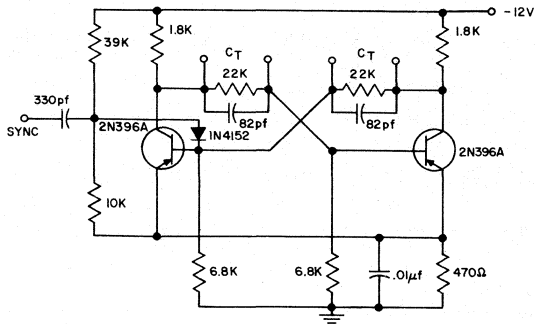 -12V
39K
1.8K
CT
22K
82pf
CT
22K
82pf
1.8K
330pf
SYNC
2N396A
1N4152
2N396A
10K
6.8K
6.8K
.01μf
470Ω